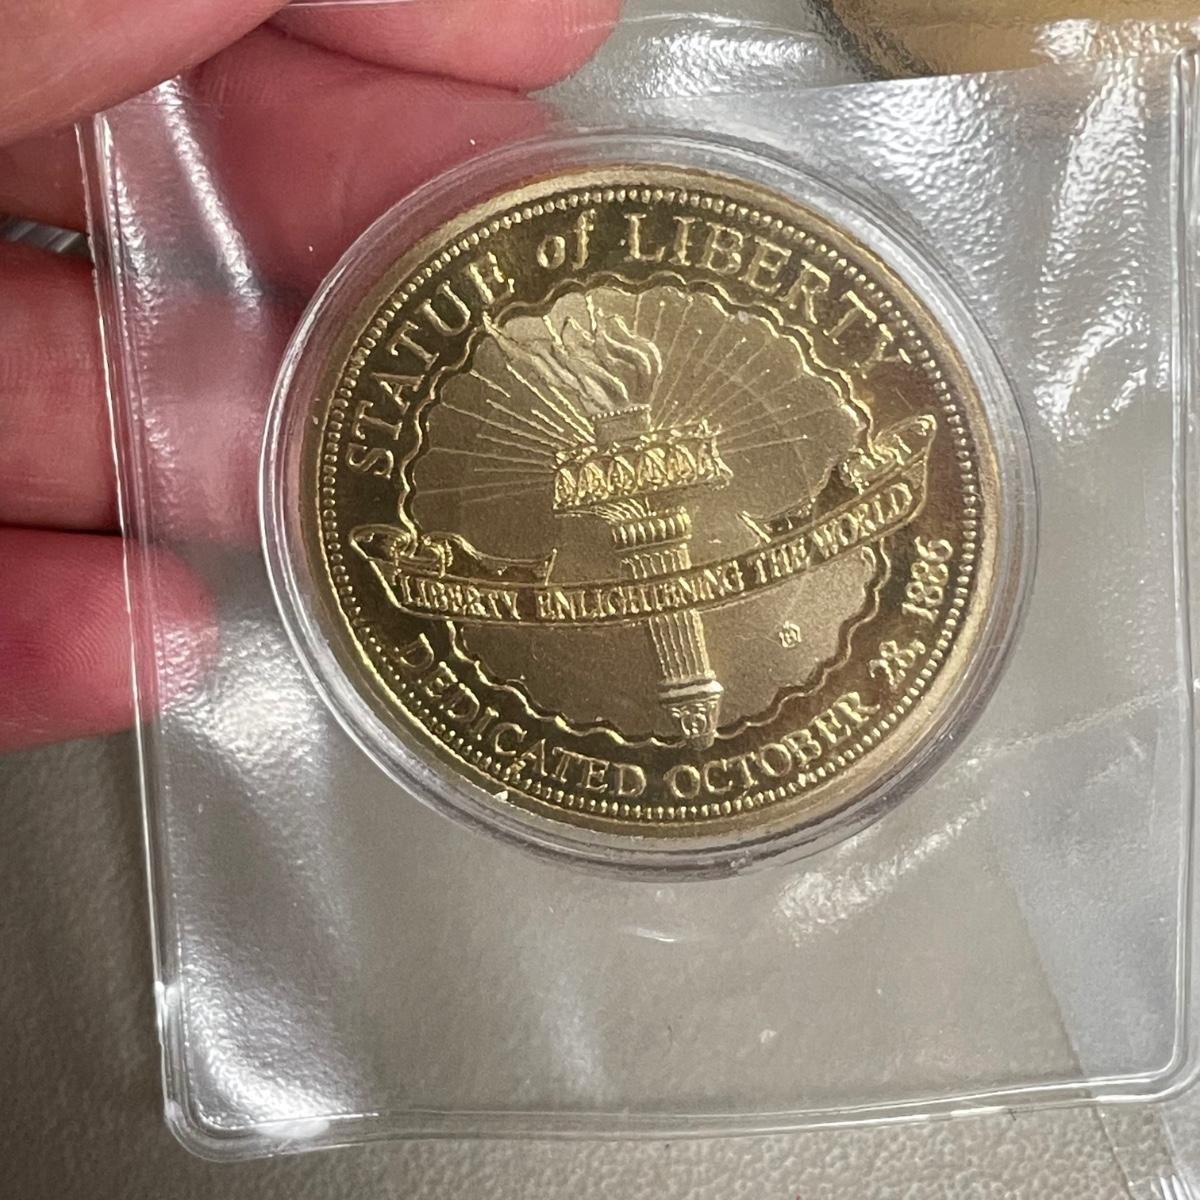 STATUE of LIBERTY
LIBERTY ENLIGHTENING THE WORLD
DEDICATED OCTOBER 28, 1886